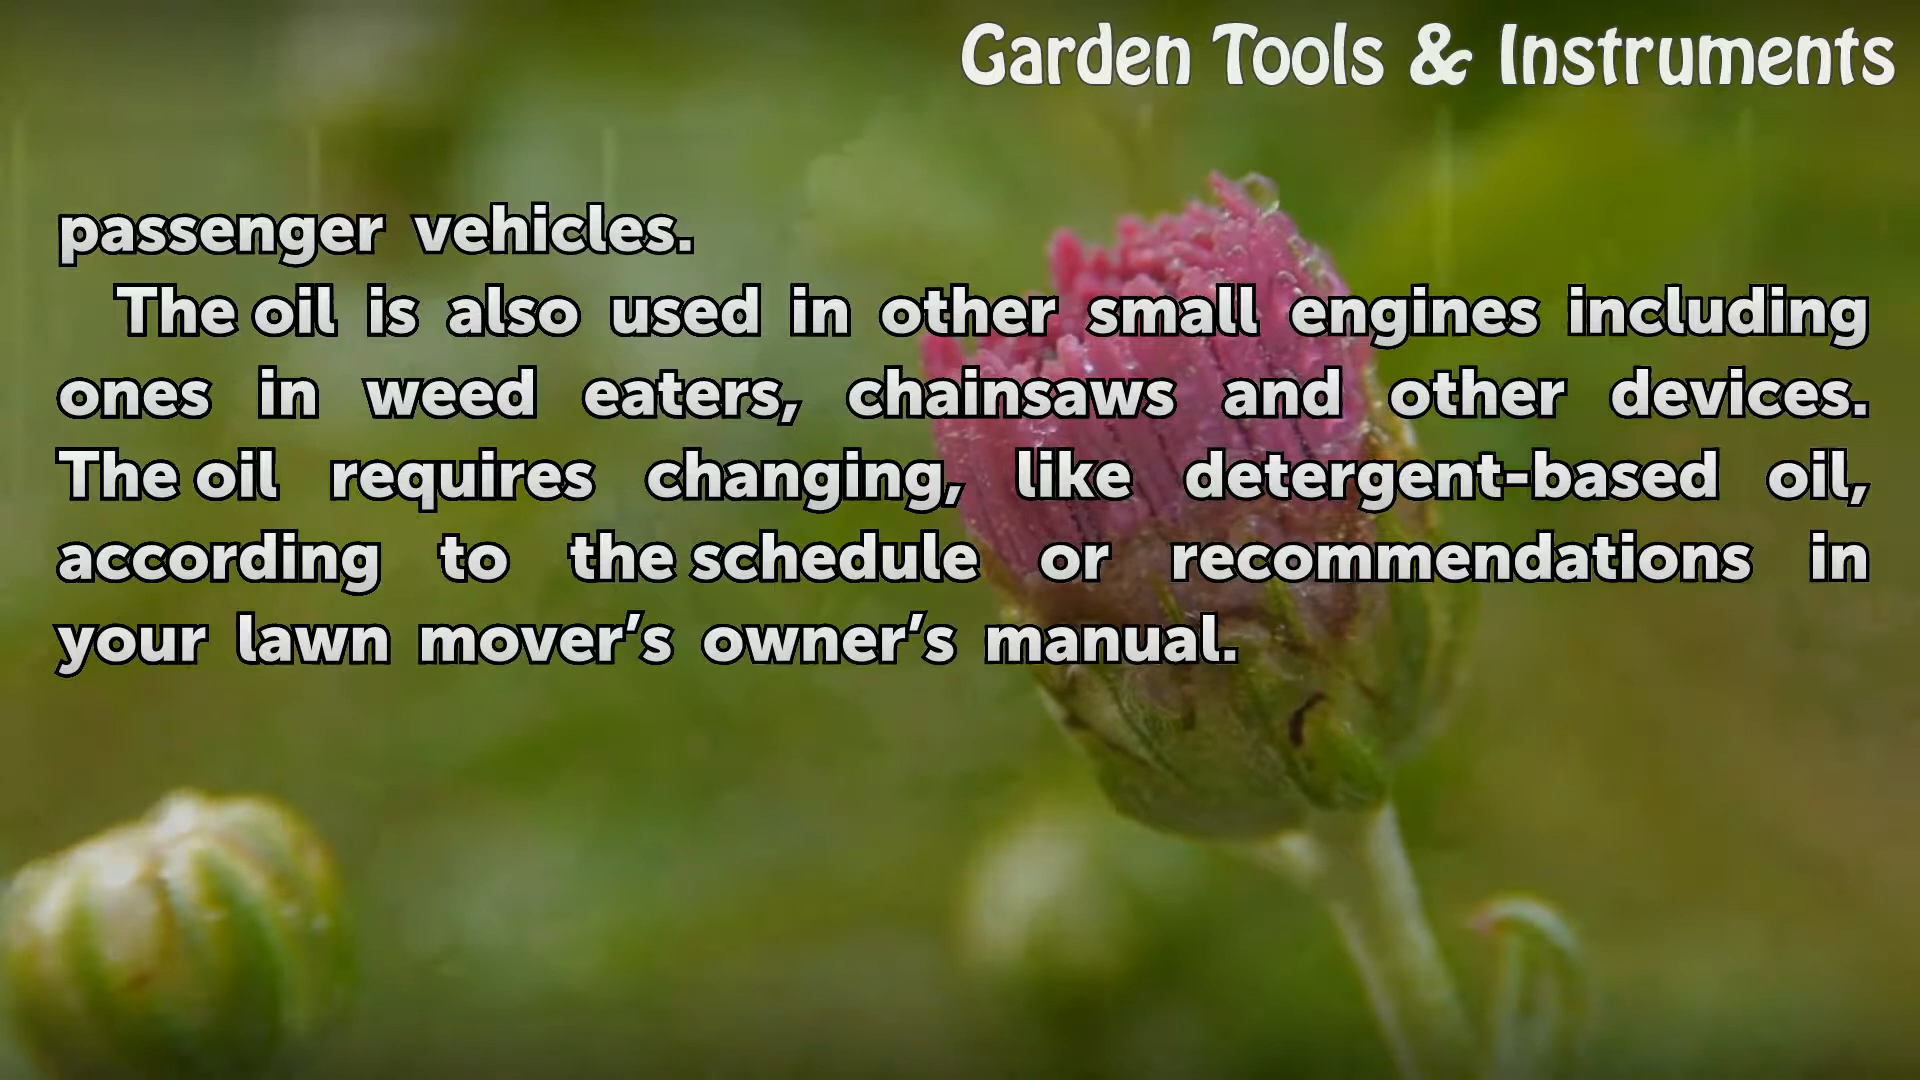 Garden Tools & Instruments
passenger vehicles.
The oil is also used in other small engines including
ones in weed eaters, chainsaws and other devices.
The oil requires changing, like detergent-based oil,
according to the schedule or recommendations in
your lawn mover’s owner’s manual.